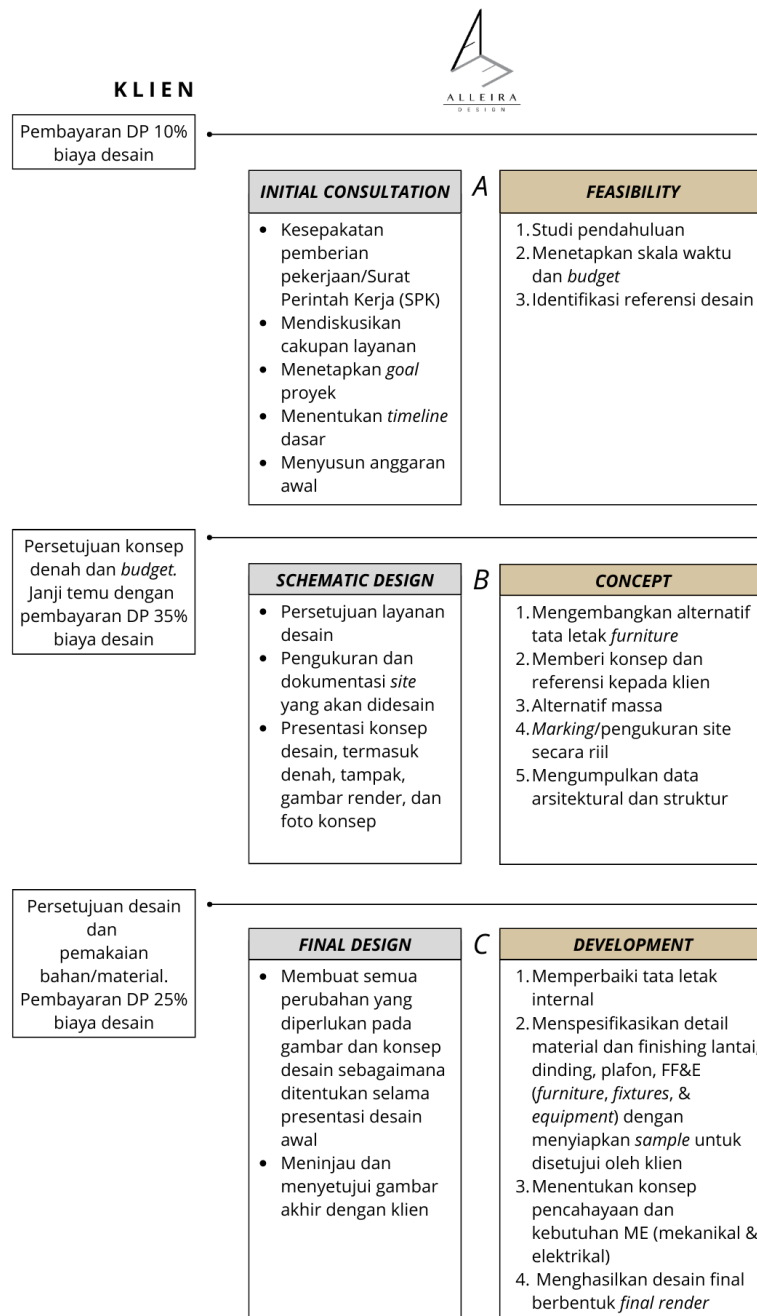 ALLEIRA
DESIGN
KLIEN
Pembayaran DP 10%
biaya desain
INITIAL CONSULTATION
• Kesepakatan
pemberian
pekerjaan/Surat
Perintah Kerja (SPK)
• Mendiskusikan
cakupan layanan
• Menetapkan goal
proyek
• Menentukan timeline
dasar
• Menyusun anggaran
awal
A
FEASIBILITY
1. Studi pendahuluan
2. Menetapkan skala waktu
dan budget
3. Identifikasi referensi desain
Persetujuan konsep
denah dan budget.
Janji temu dengan
pembayaran DP 35%
biaya desain
SCHEMATIC DESIGN
• Persetujuan layanan
desain
• Pengukuran dan
dokumentasi site
yang akan didesain
• Presentasi konsep
desain, termasuk
denah, tampak,
gambar render, dan
foto konsep
B
CONCEPT
1. Mengembangkan alternatif
tata letak furniture
2. Memberi konsep dan
referensi kepada klien
3. Alternatif massa
4. Marking/pengukuran site
secara riil
5. Mengumpulkan data
arsitektural dan struktur
Persetujuan desain
dan
pemakaian
bahan/material.
Pembayaran DP 25%
biaya desain
FINAL DESIGN
• Membuat semua
perubahan yang
diperlukan pada
gambar dan konsep
desain sebagaimana
ditentukan selama
presentasi desain
awal
• Meninjau dan
menyetujui gambar
akhir dengan klien
C
DEVELOPMENT
1. Memperbaiki tata letak
internal
2. Menspesifikasikan detail
material dan finishing lantai,
dinding, plafon, FF&E
(furniture, fixtures, &
equipment) dengan
menyiapkan sample untuk
disetujui oleh klien
3. Menentukan konsep
pencahayaan dan
kebutuhan ME (mekanikal &
elektrikal)
4. Menghasilkan desain final
berbentuk final render